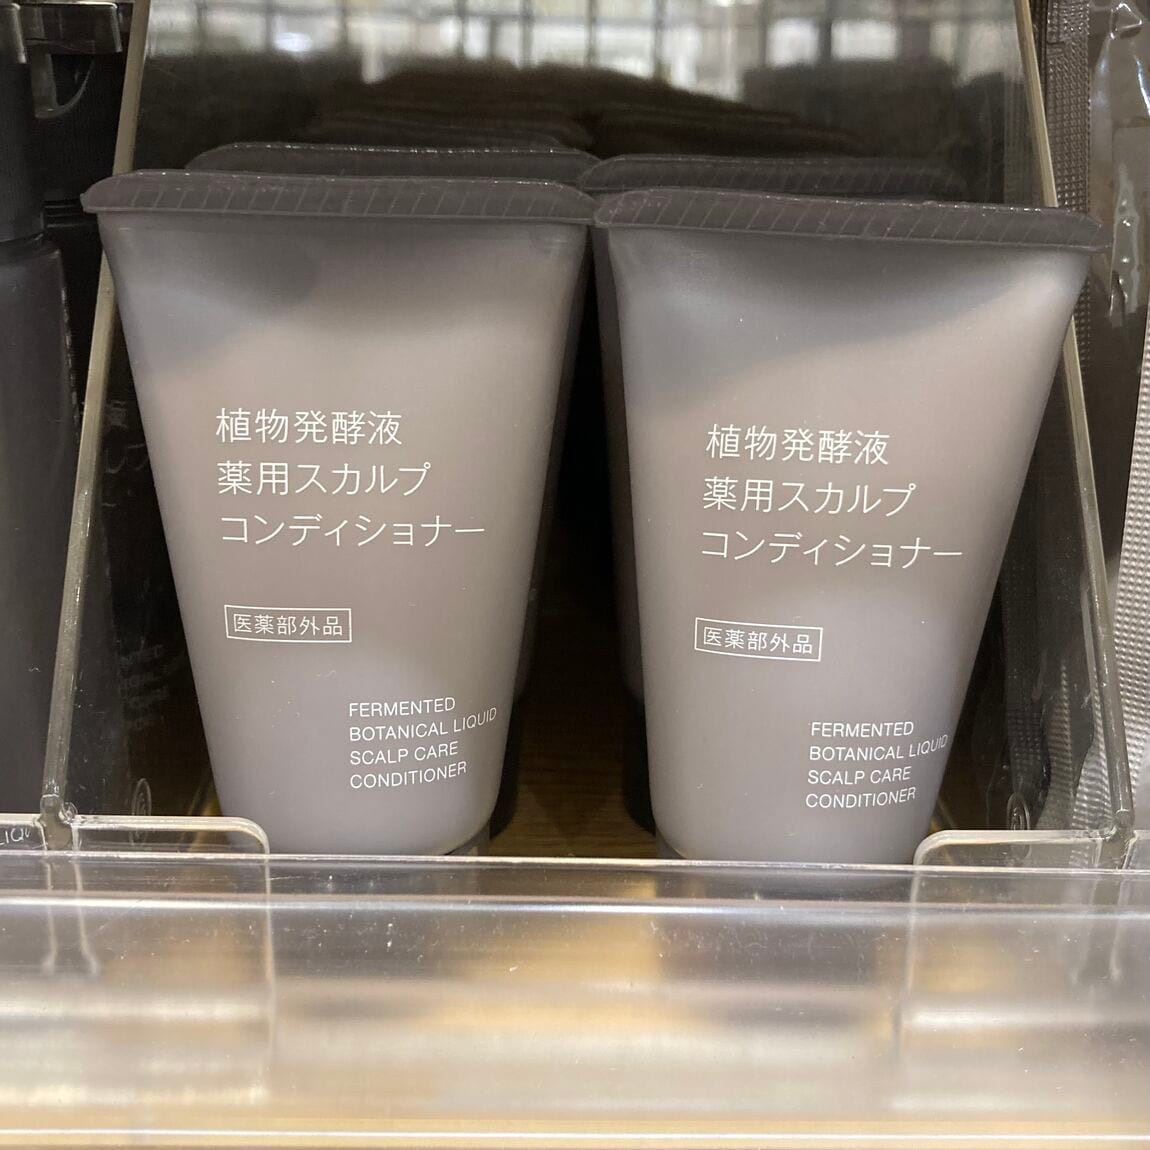 植物発酵液
薬用スカルプ
コンディショナー
医薬部外品
FERMENTED
BOTANICAL LIQUID
SCALP CARE
CONDITIONER
植物発酵液
薬用スカルプ
コンディショナー
医薬部外品
FERMENTED
BOTANICAL LIQUID
SCALP CARE
CONDITIONER